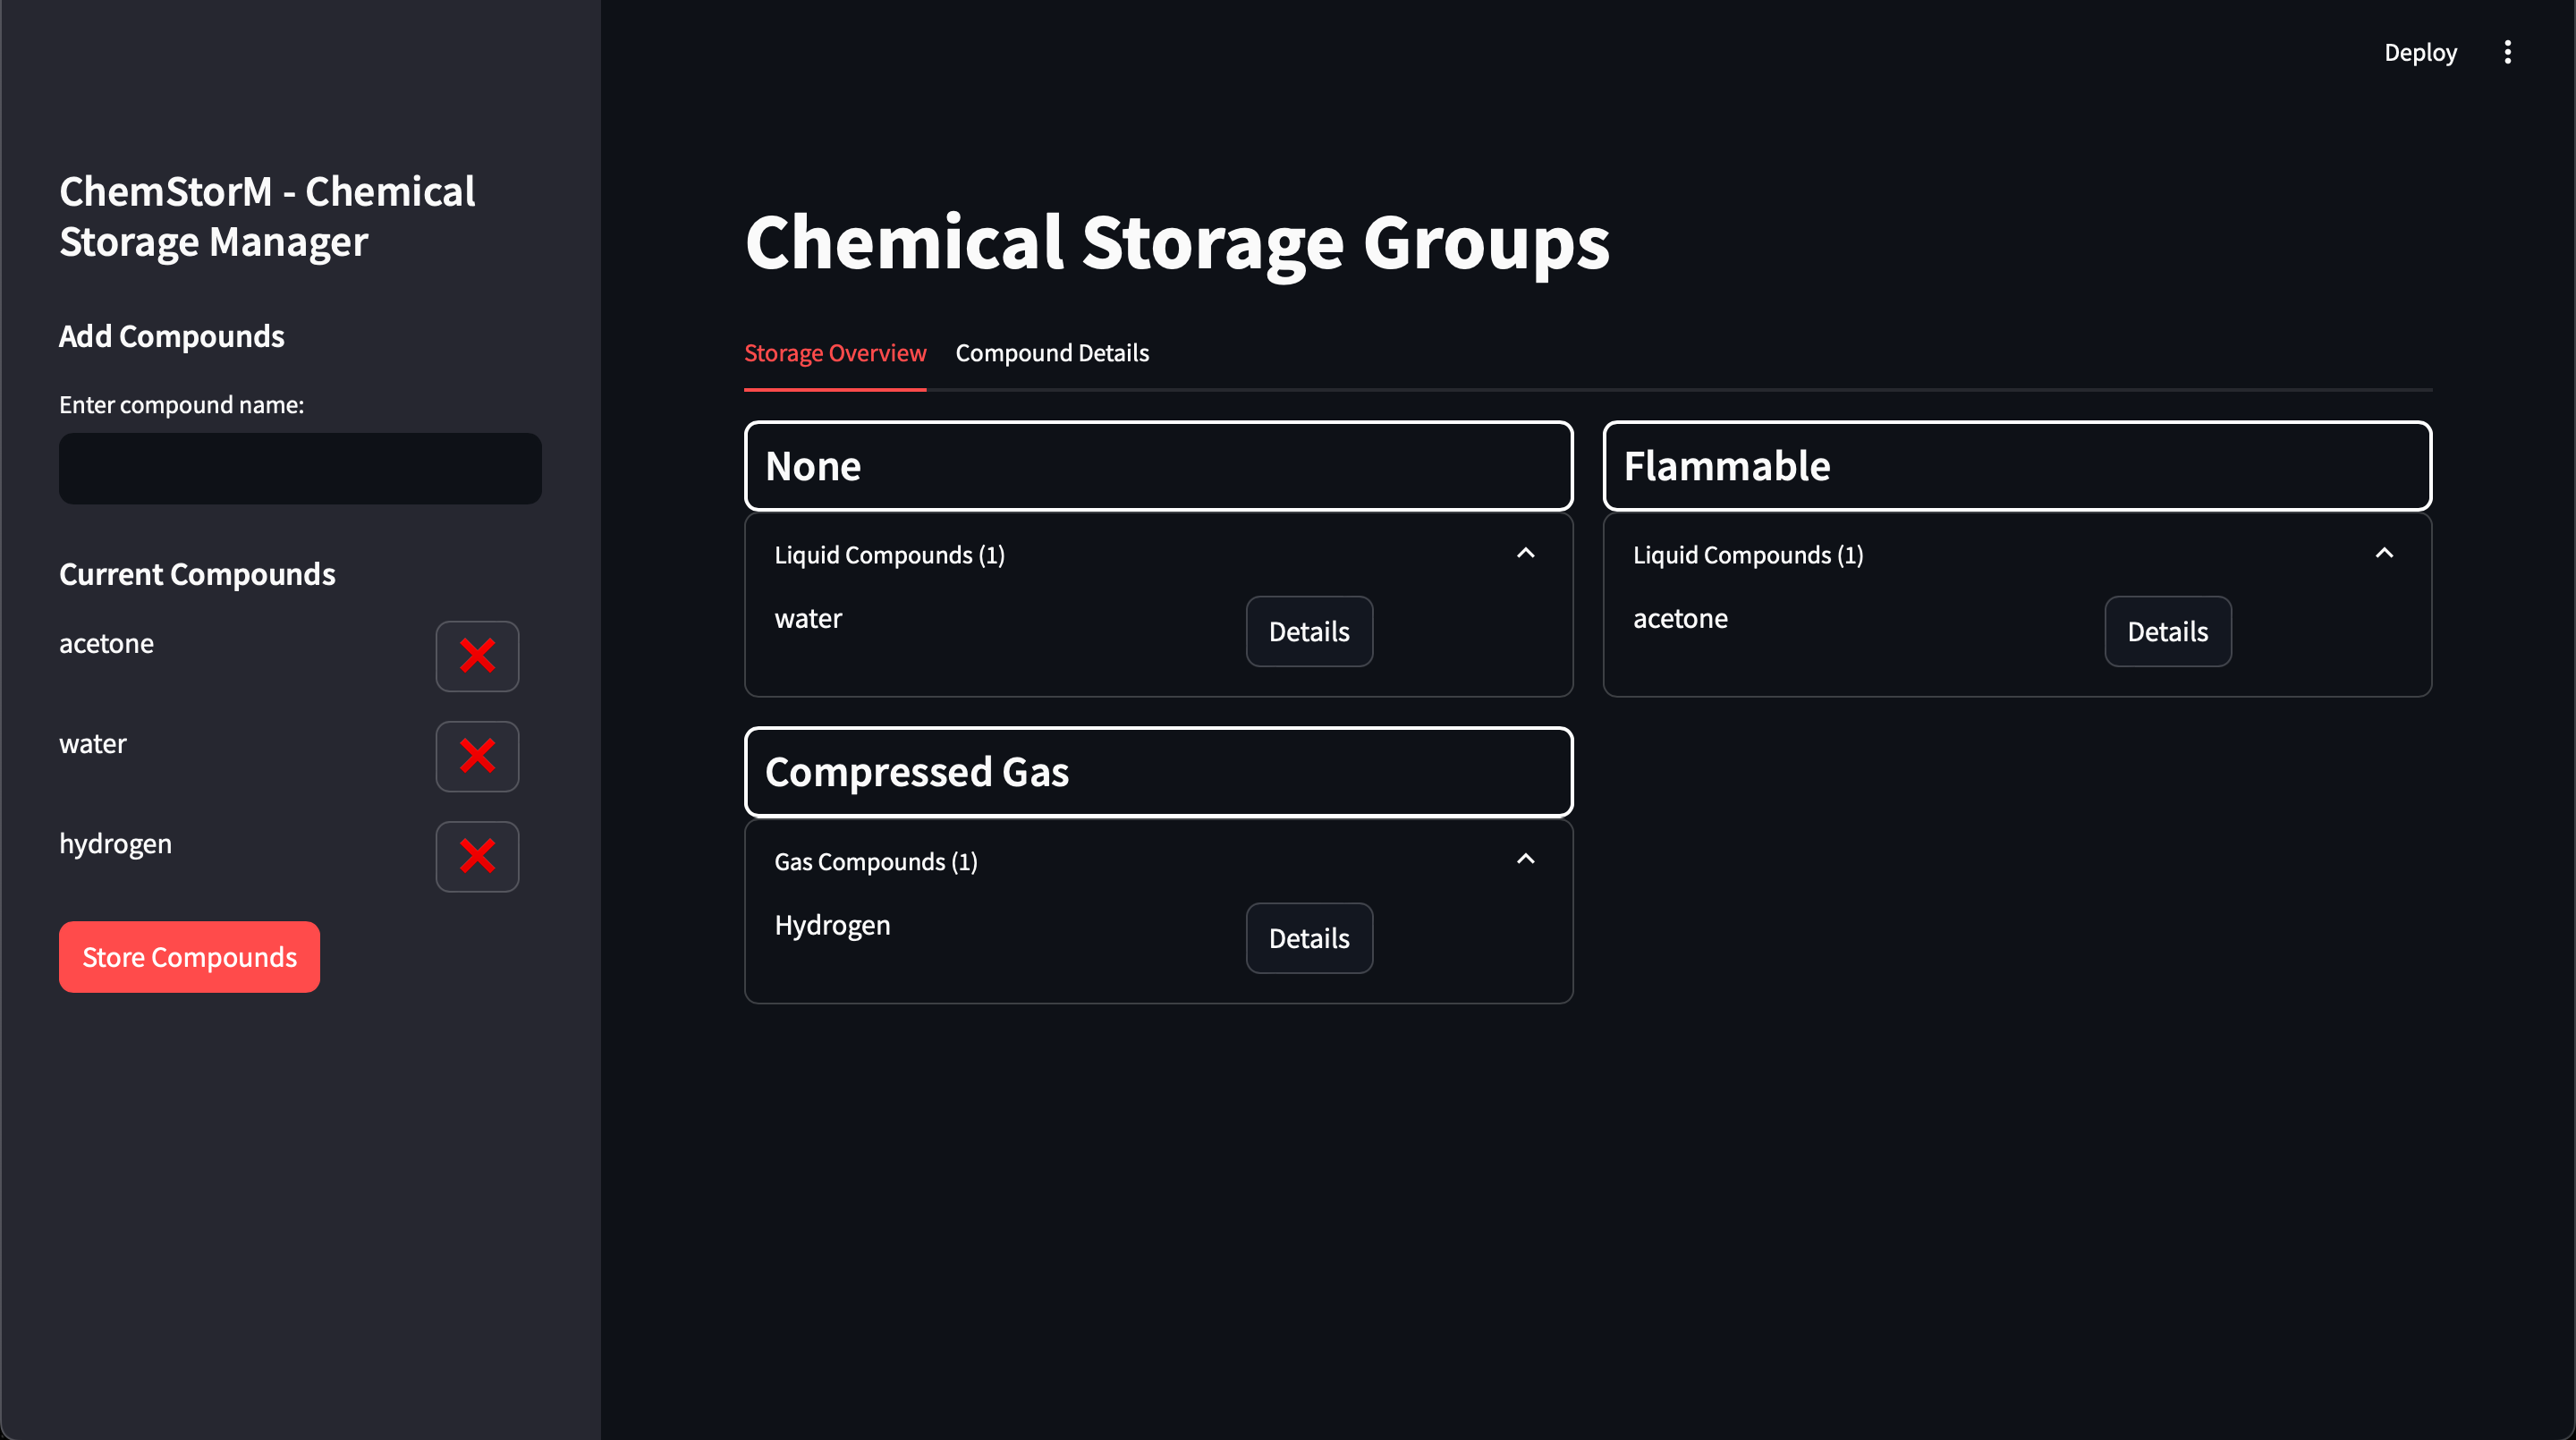 Deploy
ChemStorM - Chemical
Storage Manager
Add Compounds
Enter compound name:
Current Compounds
acetone
water
hydrogen
Store Compounds
Chemical Storage Groups
Storage Overview Compound Details
None
Liquid Compounds (1)
water Details
Flammable
Liquid Compounds (1)
acetone Details
Compressed Gas
Gas Compounds (1)
Hydrogen Details